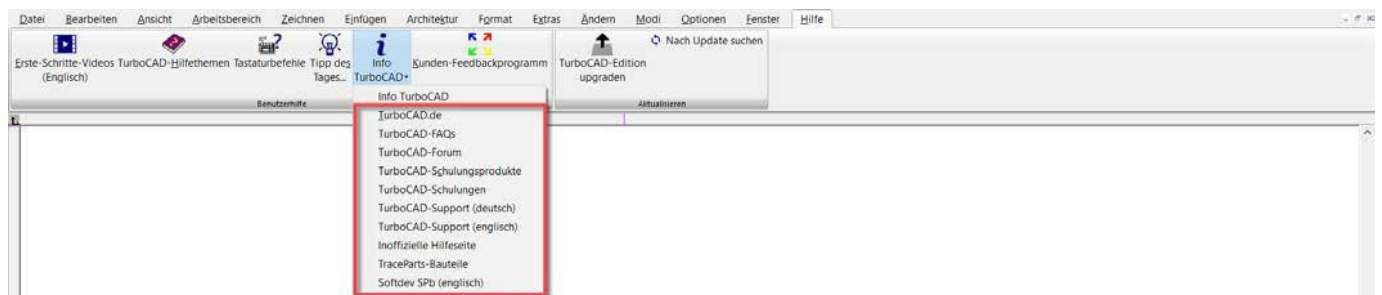 Datei Bearbeiten Ansicht Arbeitsbereich Zeichnen Einfügen Architektur Format Extras Ändern Modi Optionen Fenster Hilfe
Erste-Schritte-Videos (Englisch)
TurboCAD-Hilfethemen
Tastaturbefehle
Tipp des Tages...
Info TurboCAD
Kunden-Feedbackprogramm
TurboCAD-Edition upgraden
Nach Update suchen
Benutzerhilfe
Aktualisieren
Info TurboCAD
TurboCAD.de
TurboCAD-FAQs
TurboCAD-Forum
TurboCAD-Schulungsprodukte
TurboCAD-Schulungen
TurboCAD-Support (deutsch)
TurboCAD-Support (englisch)
Inoffizielle Hilfeseite
TraceParts-Bauteile
Softdev SPb (englisch)